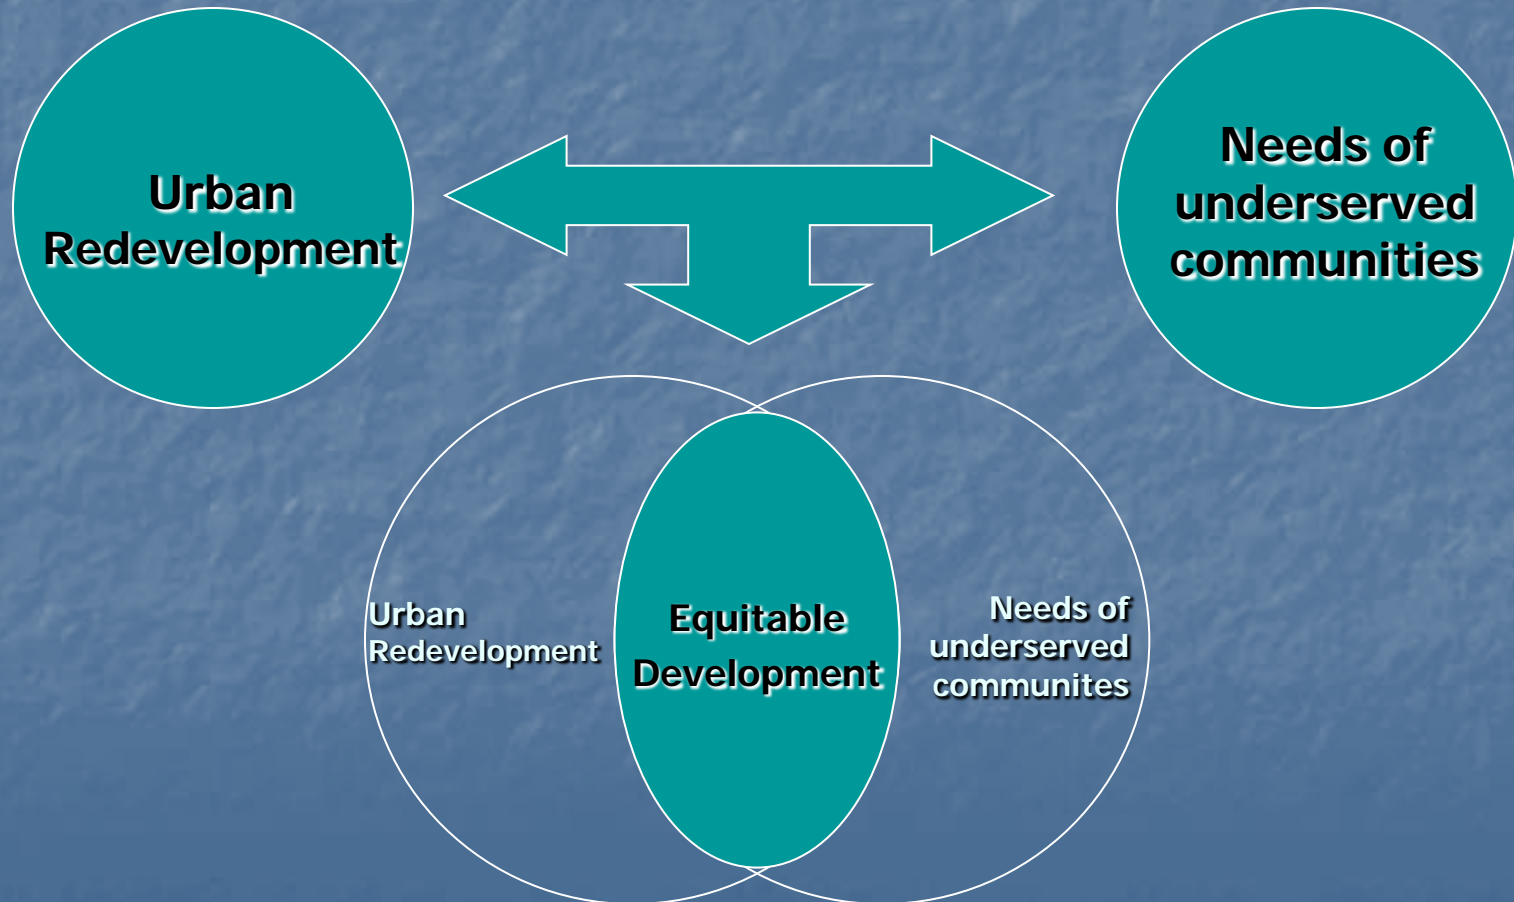 Urban
Redevelopment
Needs of
underserved
communities
Urban
Redevelopment
Equitable
Development
Needs of
underserved
communites